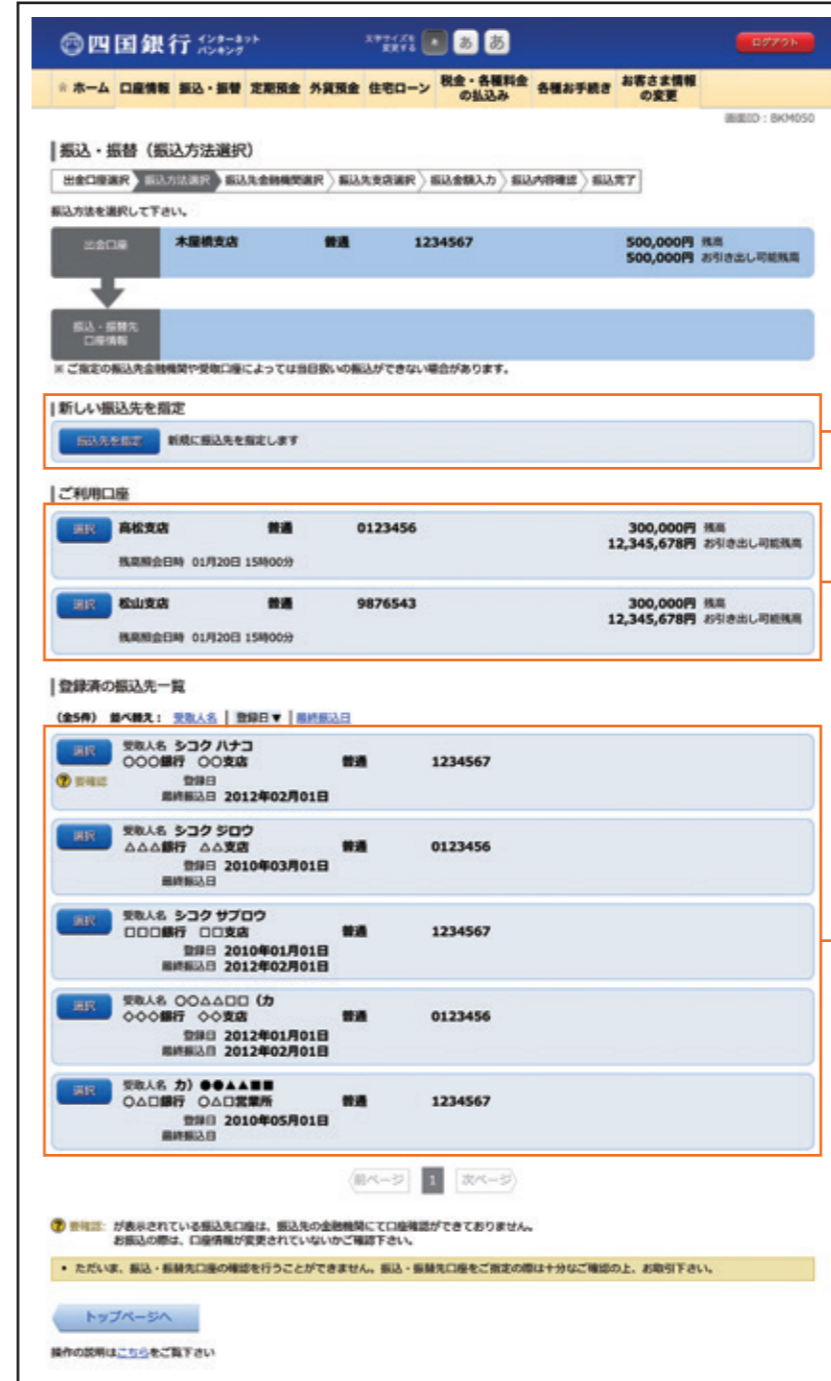 四国銀行 インターネットバンキング 文字サイズを変更する あ あ あ ログアウト
ホーム 口座情報 振込・振替 定期預金 外貨預金 住宅ローン 税金・各種料金の払込み 各種お手続き お客さま情報の変更
画面ID:BKM050
振込・振替(振込方法選択)
出金口座選択 振込方法選択 振込先金融機関選択 振込先支店選択 振込金額入力 振込内容確認 振込完了
振込方法を選択して下さい。
出金口座 木屋橋支店 普通 1234567 500,000円 残高
500,000円 お引き出し可能残高
振込・振替先
口座情報
※ ご指定の振込先金融機関や受取口座によっては当日扱いの振込ができない場合があります。
新しい振込先を指定
振込先を指定 新規に振込先を指定します
ご利用口座
選択 高松支店 普通 0123456 300,000円 残高
12,345,678円 お引き出し可能残高
残高照会日時 01月20日 15時00分
選択 松山支店 普通 9876543 300,000円 残高
12,345,678円 お引き出し可能残高
残高照会日時 01月20日 15時00分
登録済の振込先一覧
(全5件) 並べ替え: 受取人名 | 登録日▼ | 最終振込日
選択 受取人名 シコク ハナコ
○○○銀行 ○○支店 普通 1234567
? 要確認 登録日
最終振込日 2012年02月01日
選択 受取人名 シコク ジロウ
△△△銀行 △△支店 普通 0123456
登録日 2010年03月01日
最終振込日
選択 受取人名 シコク サブロウ
□□□銀行 □□支店 普通 1234567
登録日 2010年01月01日
最終振込日 2012年02月01日
選択 受取人名 ○○△△□□(カ
◇◇◇銀行 ◇◇支店 普通 0123456
登録日 2012年01月01日
最終振込日 2012年02月01日
選択 受取人名 カ)●●▲▲■■
○△□銀行 ○△□営業所 普通 1234567
登録日 2010年05月01日
最終振込日
前ページ 1 次ページ
? 要確認: が表示されている振込先口座は、振込先の金融機関にて口座確認ができておりません。
お振込の際は、口座情報が変更されていないかご確認下さい。
• ただいま、振込・振替先口座の確認を行うことができません。振込・振替先口座をご指定の際は十分なご確認の上、お取引下さい。
トップページへ
操作の説明はこちらをご覧下さい